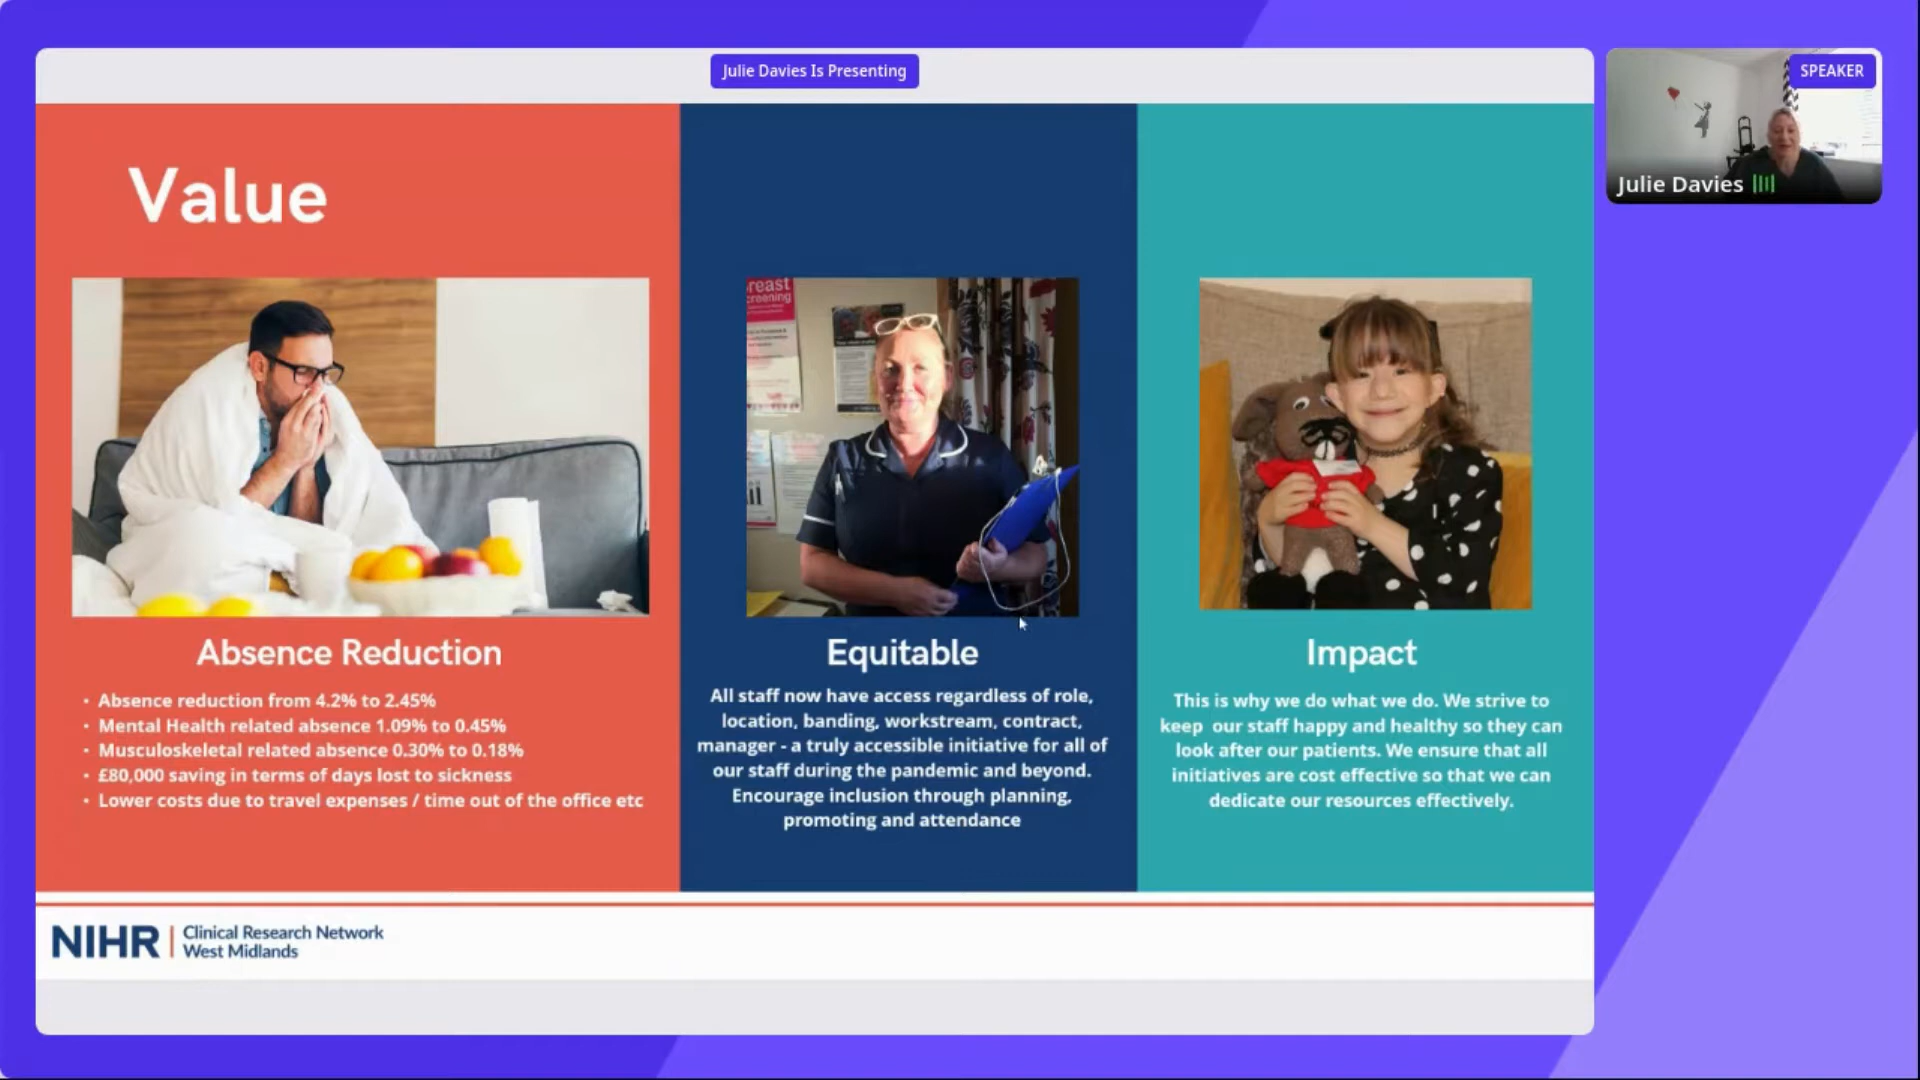 Julie Davies Is Presenting
SPEAKER
Julie Davies
Value
reast
creening
Absence Reduction
• Absence reduction from 4.2% to 2.45%
• Mental Health related absence 1.09% to 0.45%
• Musculoskeletal related absence 0.30% to 0.18%
• £80,000 saving in terms of days lost to sickness
• Lower costs due to travel expenses / time out of the office etc
Equitable
All staff now have access regardless of role,
location, banding, workstream, contract,
manager - a truly accessible initiative for all of
our staff during the pandemic and beyond.
Encourage inclusion through planning,
promoting and attendance
Impact
This is why we do what we do. We strive to
keep  our staff happy and healthy so they can
look after our patients. We ensure that all
initiatives are cost effective so that we can
dedicate our resources effectively.
NIHR | Clinical Research Network
West Midlands